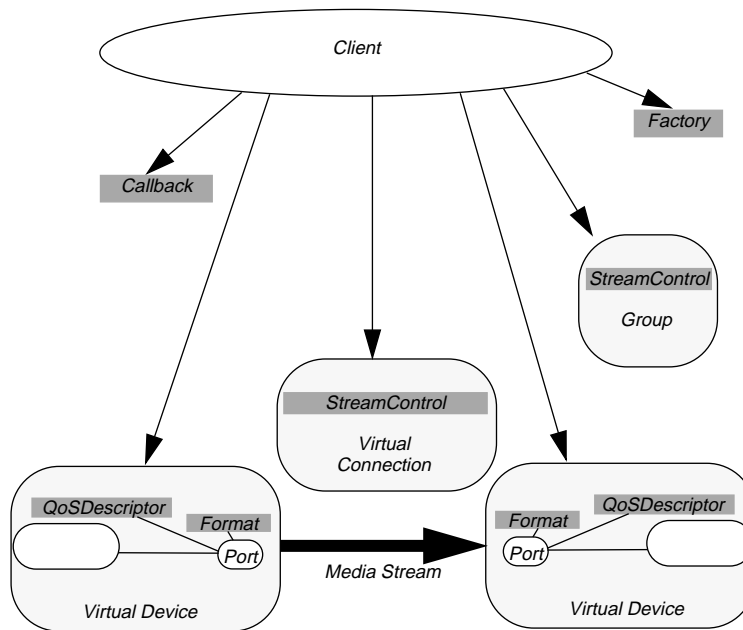 Client
Factory
Callback
StreamControl
Group
StreamControl
Virtual
Connection
QoSDescriptor
Format
Port
Virtual Device
Media Stream
QoSDescriptor
Format
Port
Virtual Device